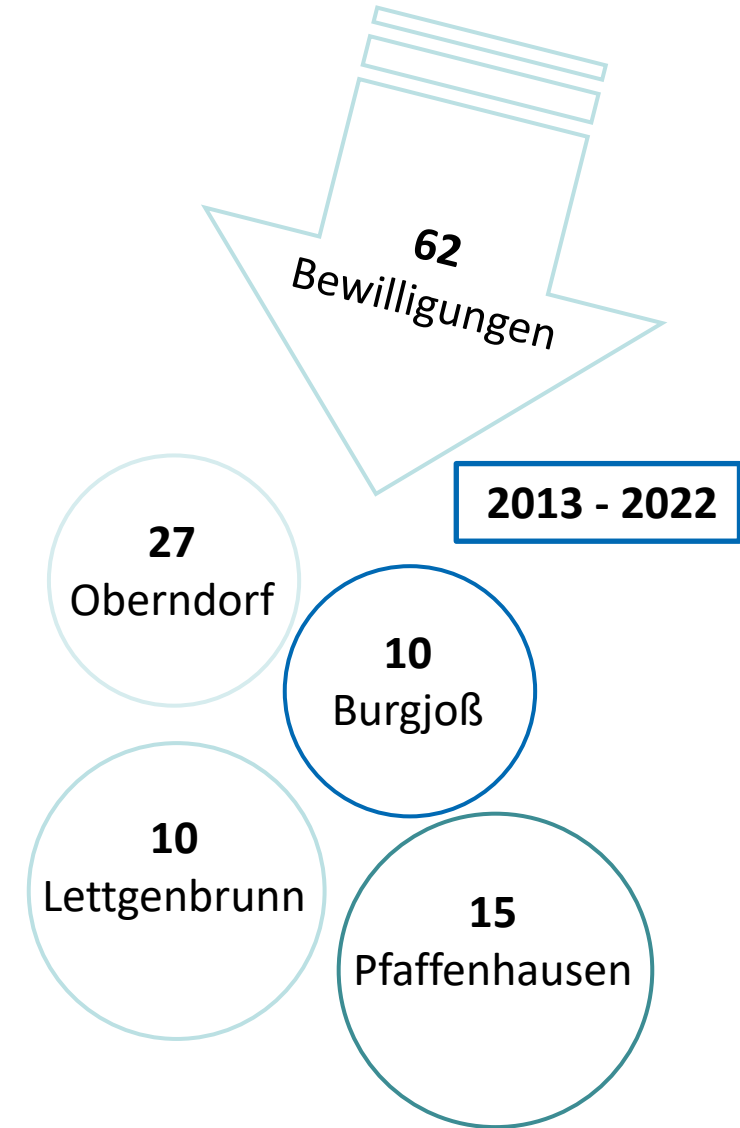 62
Bewilligungen
2013 - 2022
27
Oberndorf
10
Burgjoß
10
Lettgenbrunn
15
Pfaffenhausen